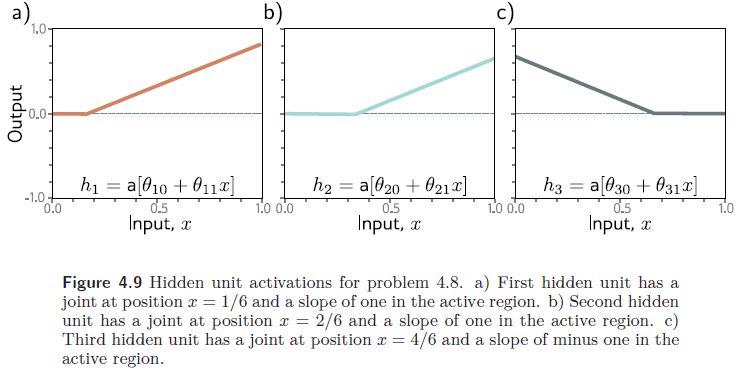 a) b) c)
1.0
0.0
-1.0
Output
h₁ = a[θ₁₀ + θ₁₁x] h₂ = a[θ₂₀ + θ₂₁x] h₃ = a[θ₃₀ + θ₃₁x]
0.0 0.5 1.0 0.0 0.5 1.0 0.0 0.5 1.0
Input, x Input, x Input, x
Figure 4.9 Hidden unit activations for problem 4.8. a) First hidden unit has a
joint at position x = 1/6 and a slope of one in the active region. b) Second hidden
unit has a joint at position x = 2/6 and a slope of one in the active region. c)
Third hidden unit has a joint at position x = 4/6 and a slope of minus one in the
active region.